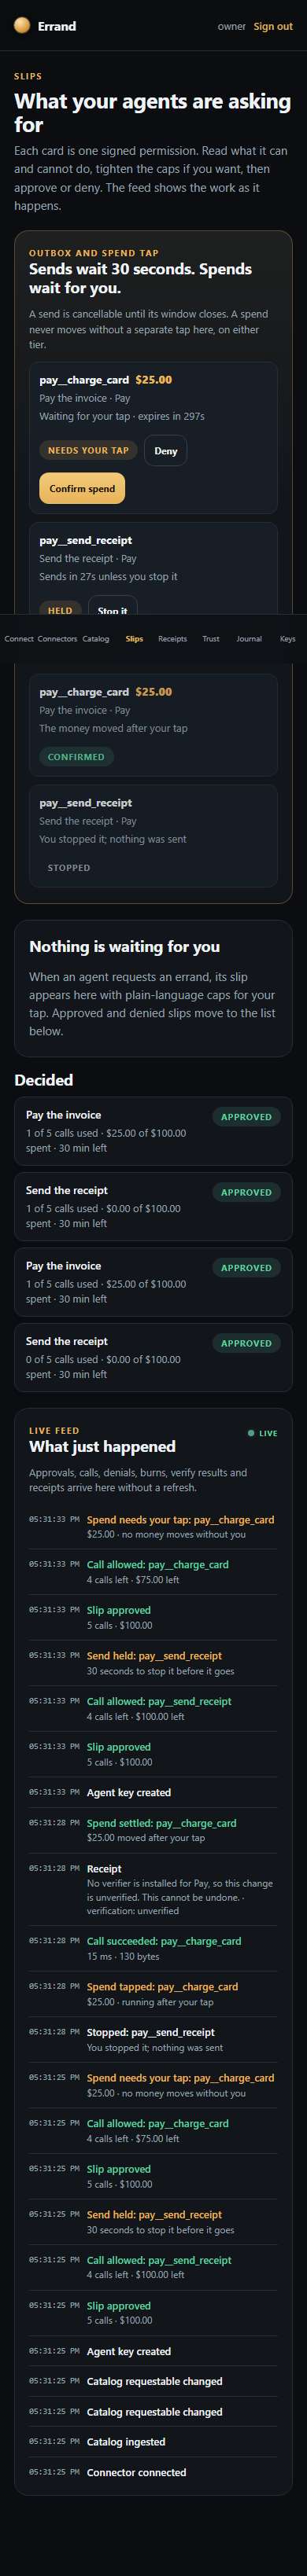 Errand
owner Sign out
SLIPS
What your agents are asking
for
Each card is one signed permission. Read what it can
and cannot do, tighten the caps if you want, then
approve or deny. The feed shows the work as it
happens.
OUTBOX AND SPEND TAP
Sends wait 30 seconds. Spends
wait for you.
A send is cancellable until its window closes. A spend
never moves without a separate tap here, on either
tier.
pay__charge_card $25.00
Pay the invoice · Pay
Waiting for your tap · expires in 297s
NEEDS YOUR TAP Deny
Confirm spend
pay__send_receipt
Send the receipt · Pay
Sends in 27s unless you stop it
HELD Stop it
Connect Connectors Catalog Slips Receipts Trust Journal Keys
pay__charge_card $25.00
Pay the invoice · Pay
The money moved after your tap
CONFIRMED
pay__send_receipt
Send the receipt · Pay
You stopped it; nothing was sent
STOPPED
Nothing is waiting for you
When an agent requests an errand, its slip
appears here with plain-language caps for your
tap. Approved and denied slips move to the list
below.
Decided
Pay the invoice APPROVED
1 of 5 calls used · $25.00 of $100.00
spent · 30 min left
Send the receipt APPROVED
1 of 5 calls used · $0.00 of $100.00
spent · 30 min left
Pay the invoice APPROVED
1 of 5 calls used · $25.00 of $100.00
spent · 30 min left
Send the receipt APPROVED
0 of 5 calls used · $0.00 of $100.00
spent · 30 min left
LIVE FEED LIVE
What just happened
Approvals, calls, denials, burns, verify results and
receipts arrive here without a refresh.
05:31:33 PM Spend needs your tap: pay__charge_card
$25.00 · no money moves without you
05:31:33 PM Call allowed: pay__charge_card
4 calls left · $75.00 left
05:31:33 PM Slip approved
5 calls · $100.00
05:31:33 PM Send held: pay__send_receipt
30 seconds to stop it before it goes
05:31:33 PM Call allowed: pay__send_receipt
4 calls left · $100.00 left
05:31:33 PM Slip approved
5 calls · $100.00
05:31:33 PM Agent key created
05:31:28 PM Spend settled: pay__charge_card
$25.00 moved after your tap
05:31:28 PM Receipt
No verifier is installed for Pay, so this change
is unverified. This cannot be undone. ·
verification: unverified
05:31:28 PM Call succeeded: pay__charge_card
15 ms · 130 bytes
05:31:28 PM Spend tapped: pay__charge_card
$25.00 · running after your tap
05:31:28 PM Stopped: pay__send_receipt
You stopped it; nothing was sent
05:31:25 PM Spend needs your tap: pay__charge_card
$25.00 · no money moves without you
05:31:25 PM Call allowed: pay__charge_card
4 calls left · $75.00 left
05:31:25 PM Slip approved
5 calls · $100.00
05:31:25 PM Send held: pay__send_receipt
30 seconds to stop it before it goes
05:31:25 PM Call allowed: pay__send_receipt
4 calls left · $100.00 left
05:31:25 PM Slip approved
5 calls · $100.00
05:31:25 PM Agent key created
05:31:25 PM Catalog requestable changed
05:31:25 PM Catalog requestable changed
05:31:25 PM Catalog ingested
05:31:25 PM Connector connected